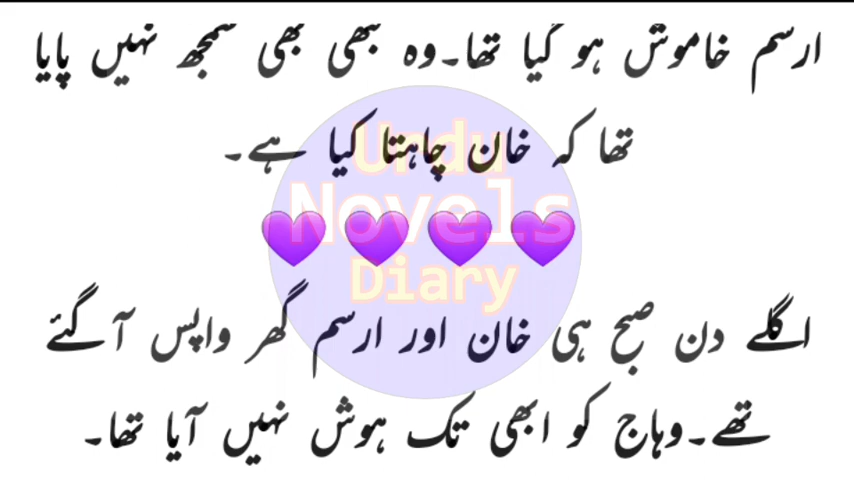 ارسم خاموش ہو گیا تھا۔وہ کبھی بھی سمجھ نہیں پایا
تھا کہ خان چاہتا کیا ہے۔
Urdu
Novels
💜💜💜💜
Diary
اگلے دن صبح ہی خان اور ارسم گھر واپس آ گئے
تھے۔وہاج کو ابھی تک ہوش نہیں آیا تھا۔